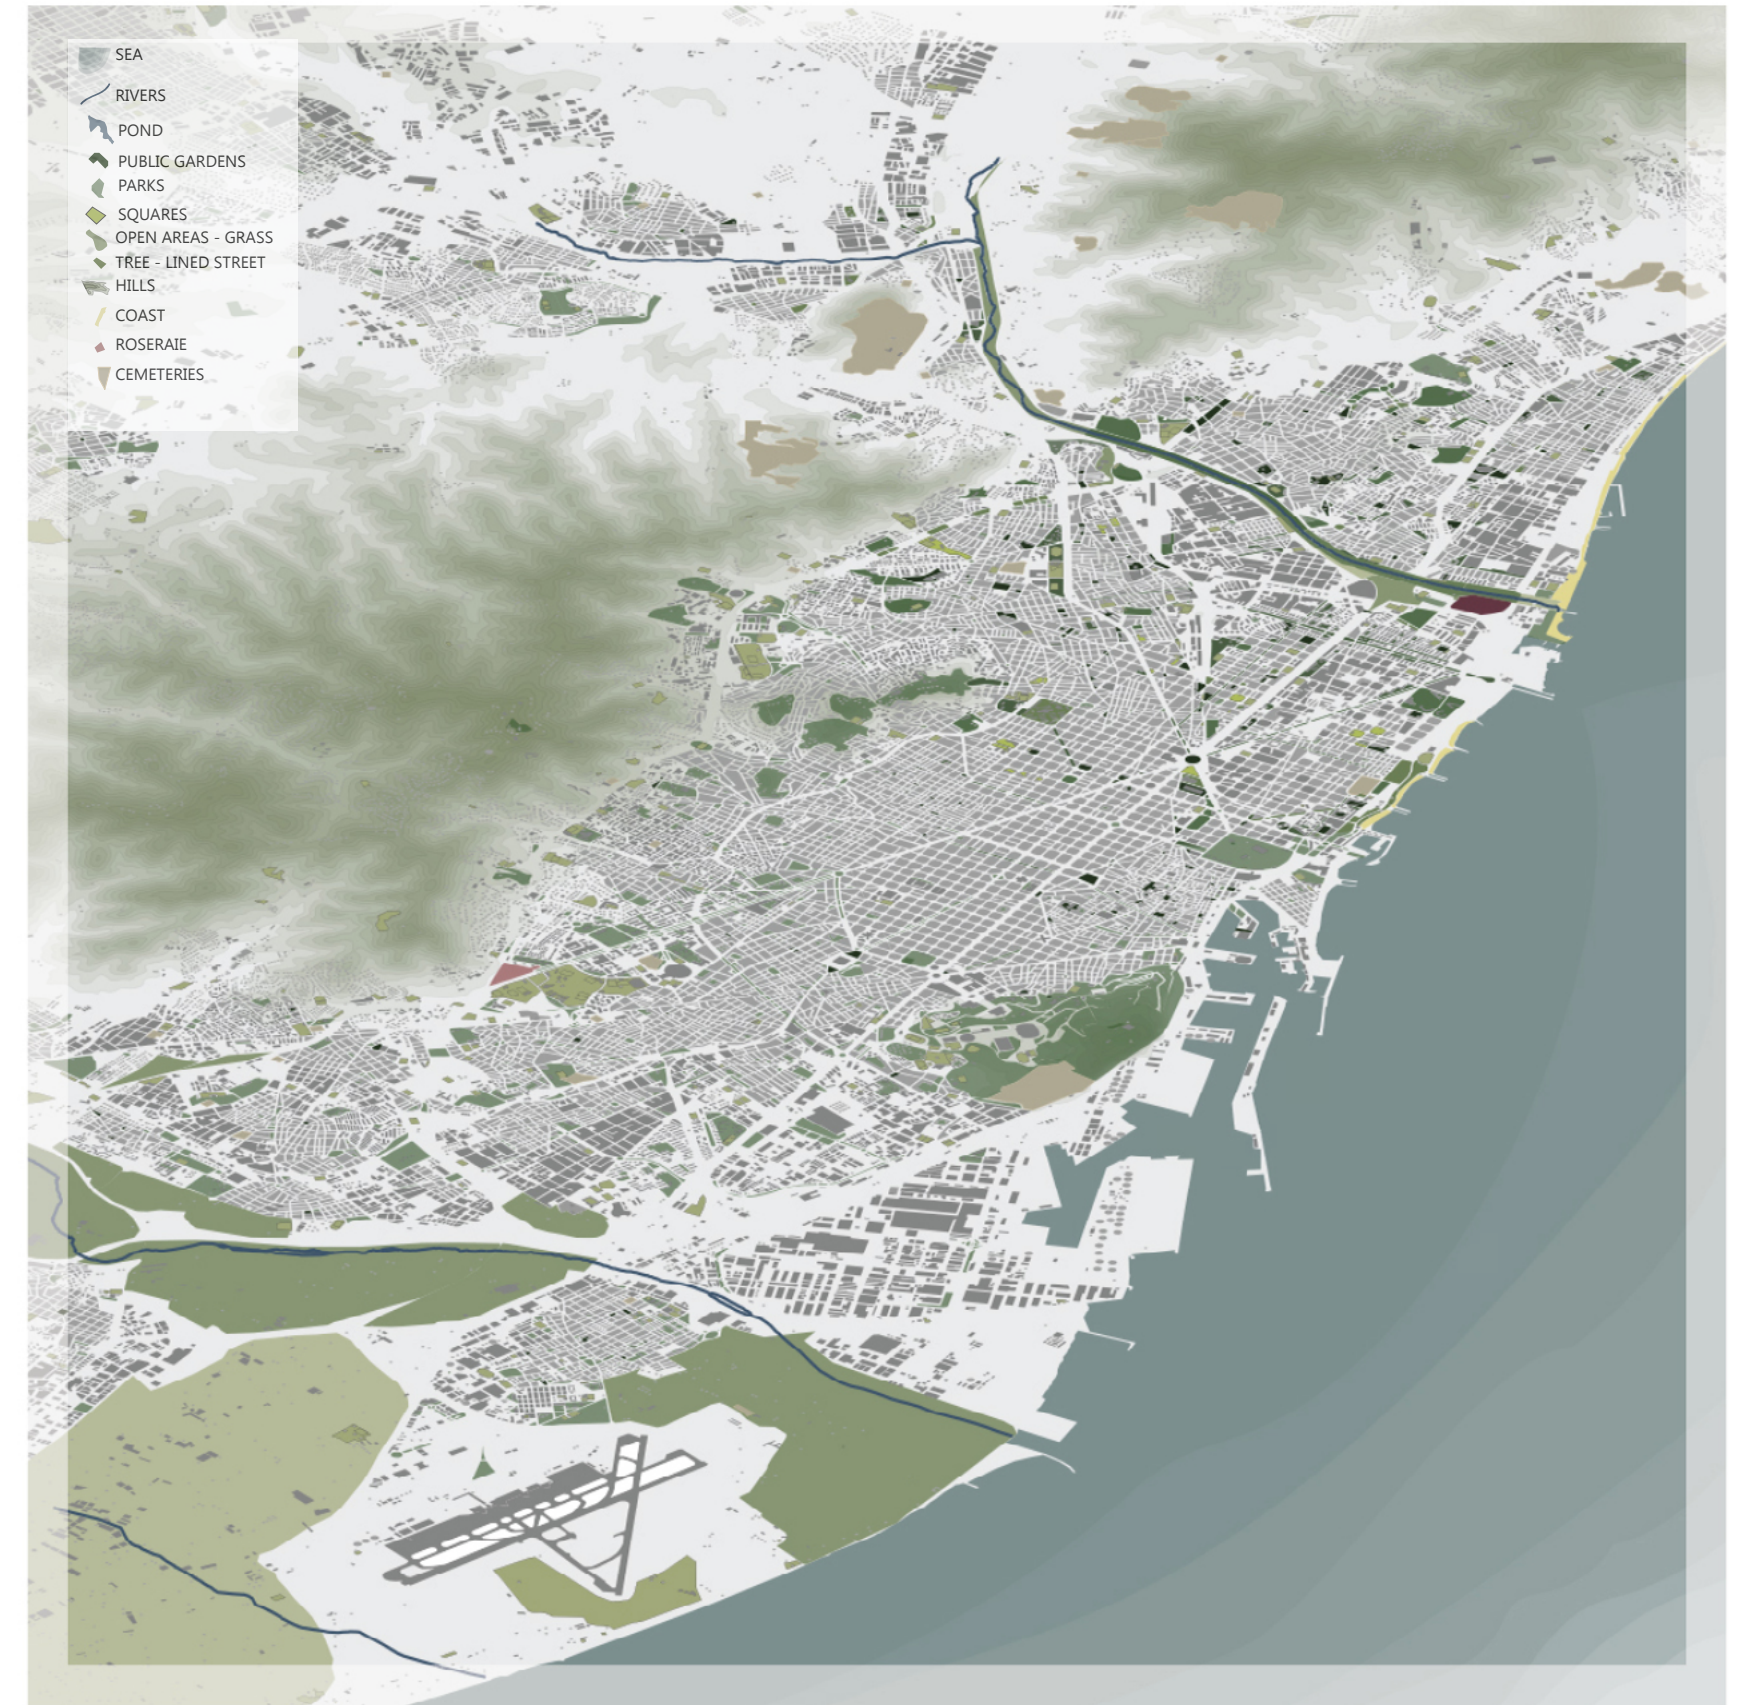 SEA
RIVERS
POND
PUBLIC GARDENS
PARKS
SQUARES
OPEN AREAS - GRASS
TREE - LINED STREET
HILLS
COAST
ROSERAIE
CEMETERIES